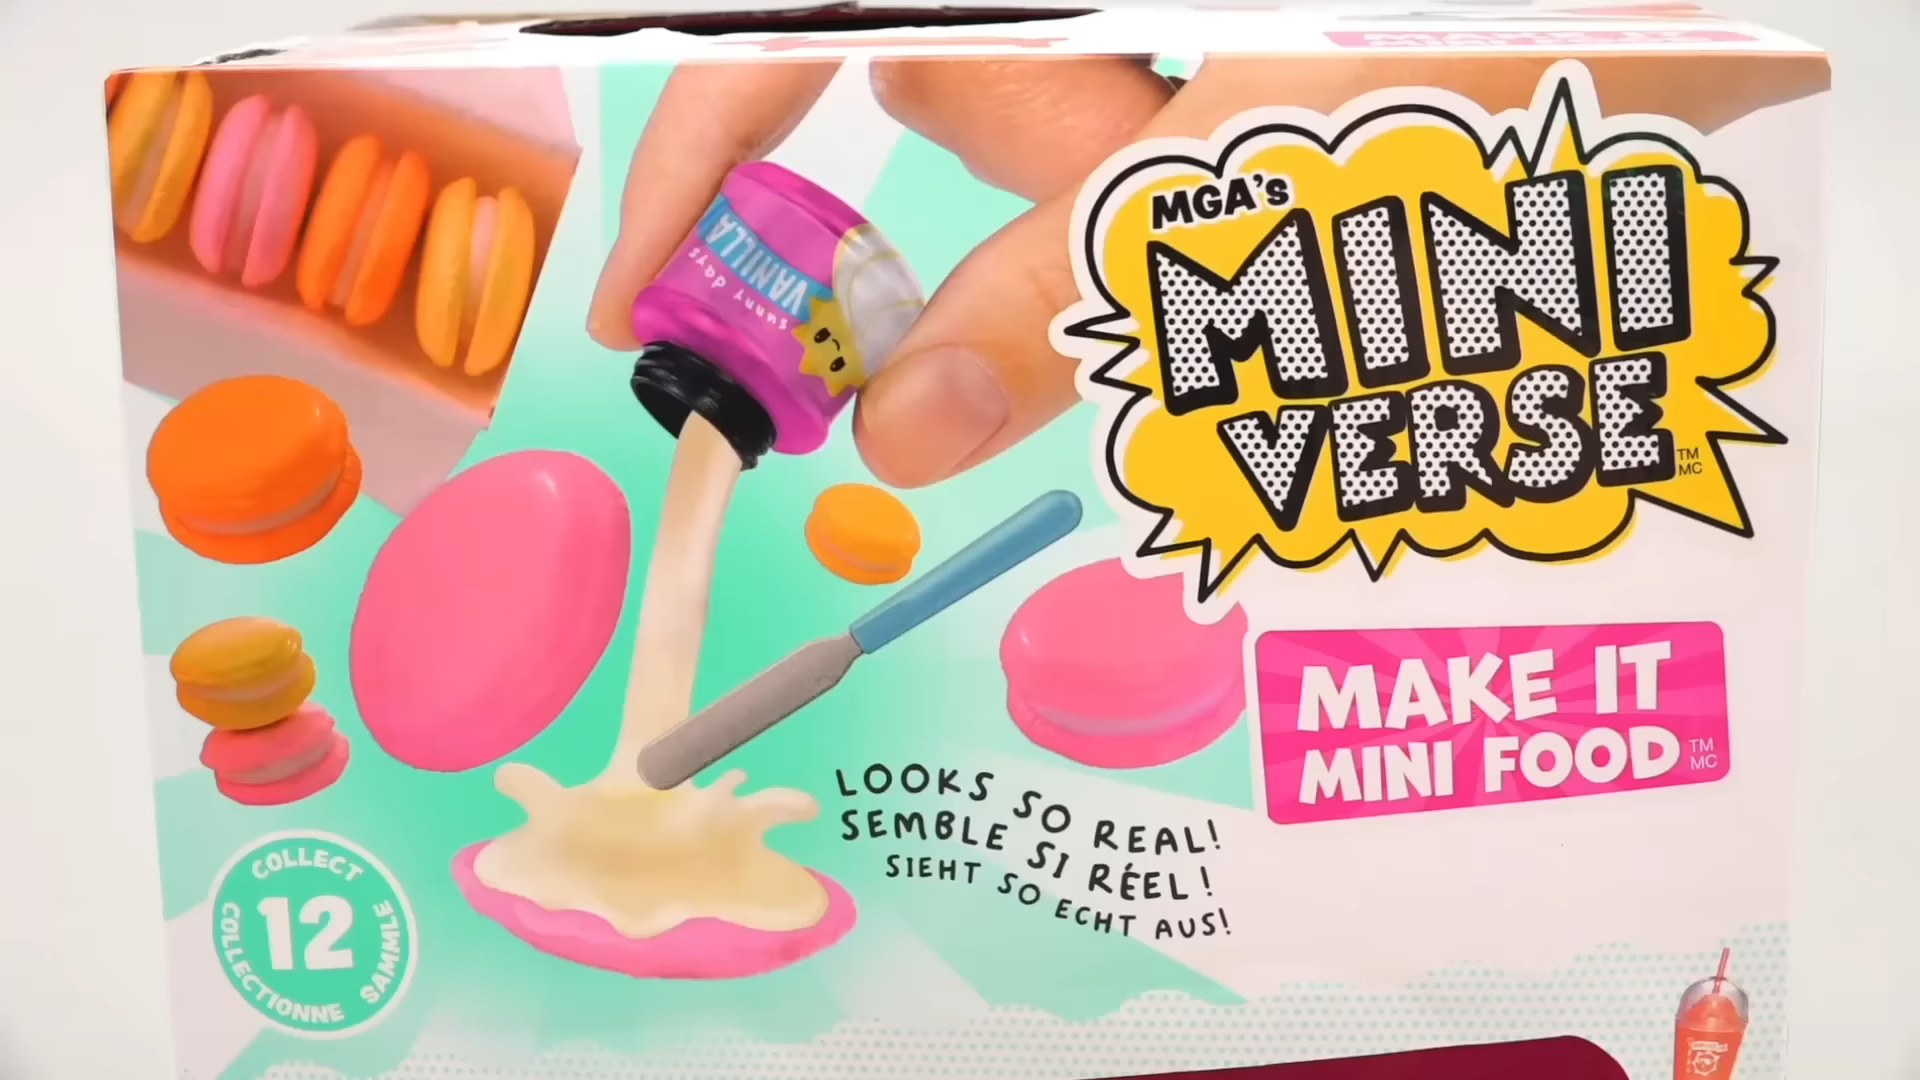 MGA's
MINI
VERSE
TM
MC
MAKE IT
MINI FOOD
TM
MC
sunny days
VANILLA
LOOKS SO REAL!
SEMBLE SI RÉEL!
SIEHT SO ECHT AUS!
COLLECT
12
COLLECTIONNE
SAMMLE